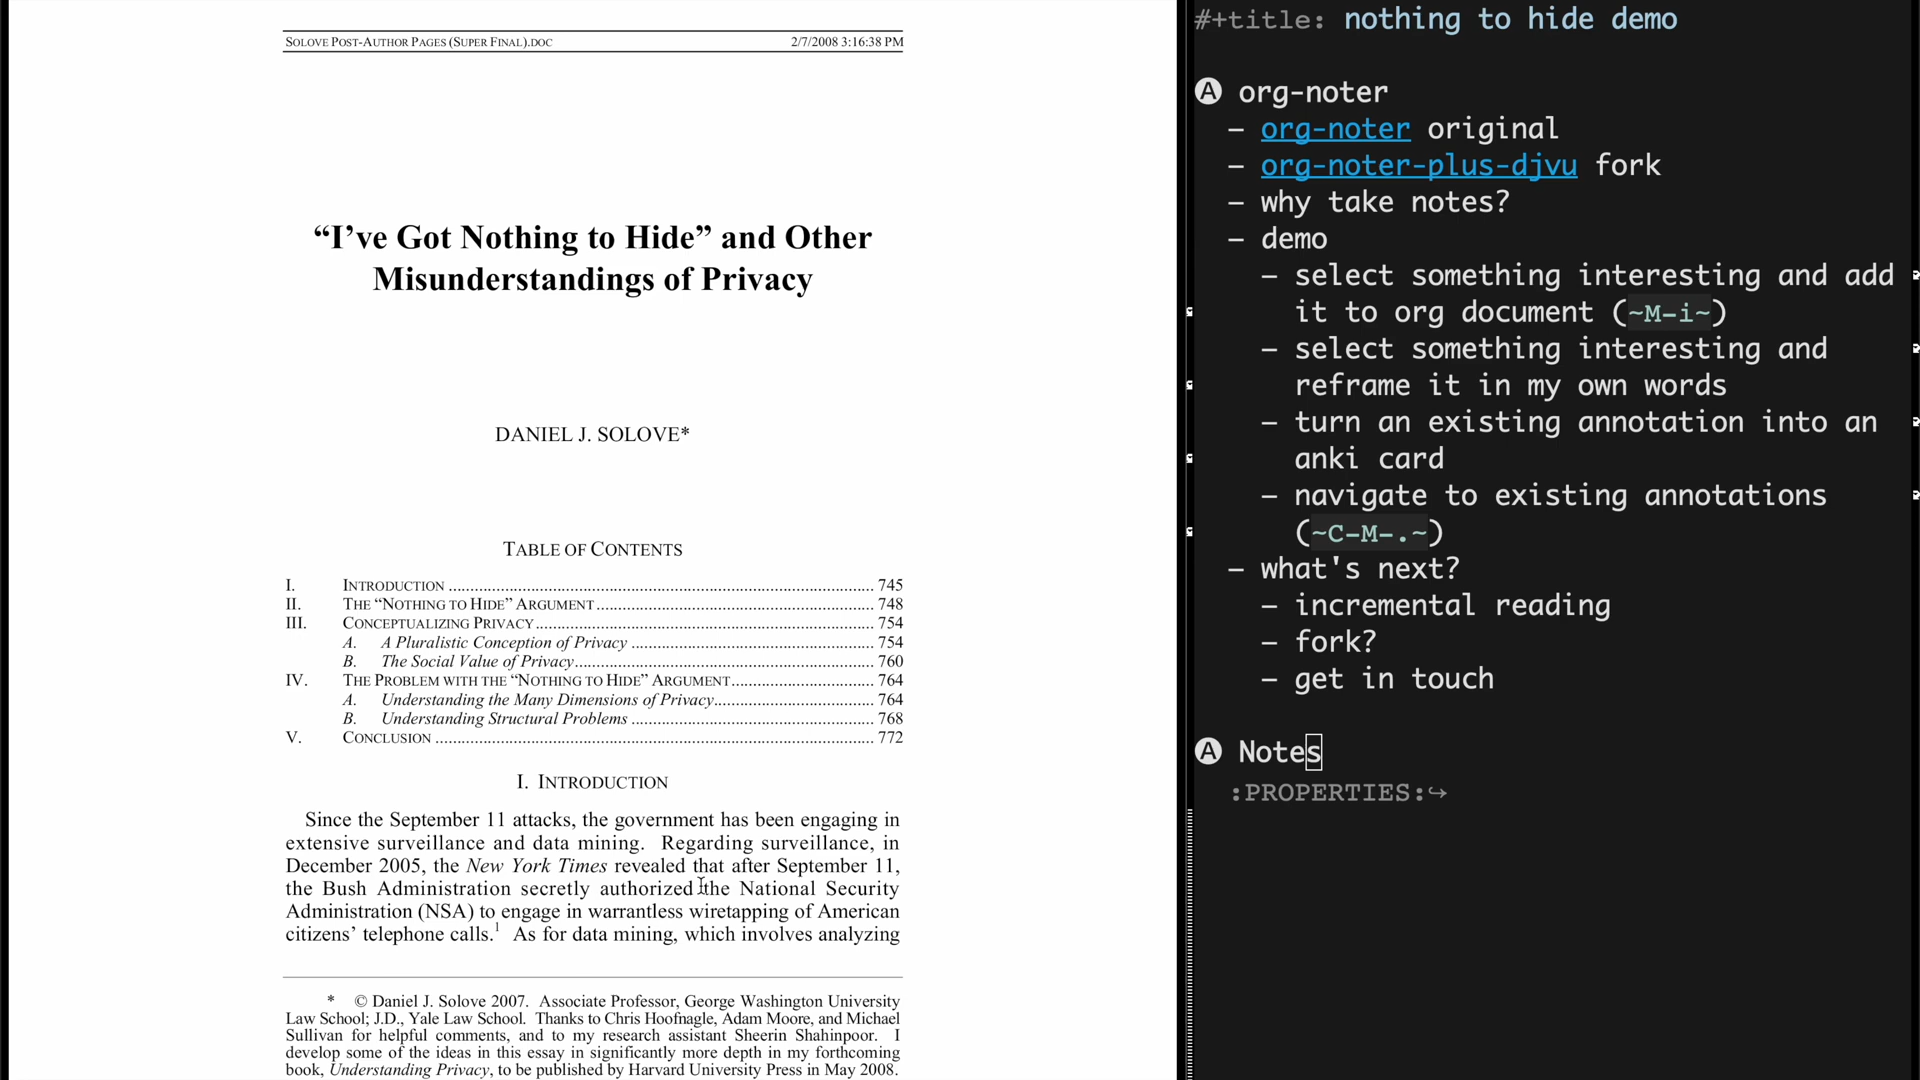 SOLOVE POST-AUTHOR PAGES (SUPER FINAL).DOC 2/7/2008 3:16:38 PM
“I’ve Got Nothing to Hide” and Other
Misunderstandings of Privacy
DANIEL J. SOLOVE*
TABLE OF CONTENTS
I. INTRODUCTION ........ 745
II. THE “NOTHING TO HIDE” ARGUMENT ........ 748
III. CONCEPTUALIZING PRIVACY ........ 754
A. A Pluralistic Conception of Privacy ........ 754
B. The Social Value of Privacy ........ 760
IV. THE PROBLEM WITH THE “NOTHING TO HIDE” ARGUMENT ........ 764
A. Understanding the Many Dimensions of Privacy ........ 764
B. Understanding Structural Problems ........ 768
V. CONCLUSION ........ 772
I. INTRODUCTION
Since the September 11 attacks, the government has been engaging in
extensive surveillance and data mining. Regarding surveillance, in
December 2005, the New York Times revealed that after September 11,
the Bush Administration secretly authorized the National Security
Administration (NSA) to engage in warrantless wiretapping of American
citizens’ telephone calls.1 As for data mining, which involves analyzing
* © Daniel J. Solove 2007. Associate Professor, George Washington University
Law School; J.D., Yale Law School. Thanks to Chris Hoofnagle, Adam Moore, and Michael
Sullivan for helpful comments, and to my research assistant Sheerin Shahinpoor. I
develop some of the ideas in this essay in significantly more depth in my forthcoming
book, Understanding Privacy, to be published by Harvard University Press in May 2008.
#+title: nothing to hide demo
A org-noter
– org-noter original
– org-noter-plus-djvu fork
– why take notes?
– demo
– select something interesting and add
it to org document (~M-i~)
– select something interesting and
reframe it in my own words
– turn an existing annotation into an
anki card
– navigate to existing annotations
(~C-M-.~)
– what's next?
– incremental reading
– fork?
– get in touch
A Notes
:PROPERTIES:↪